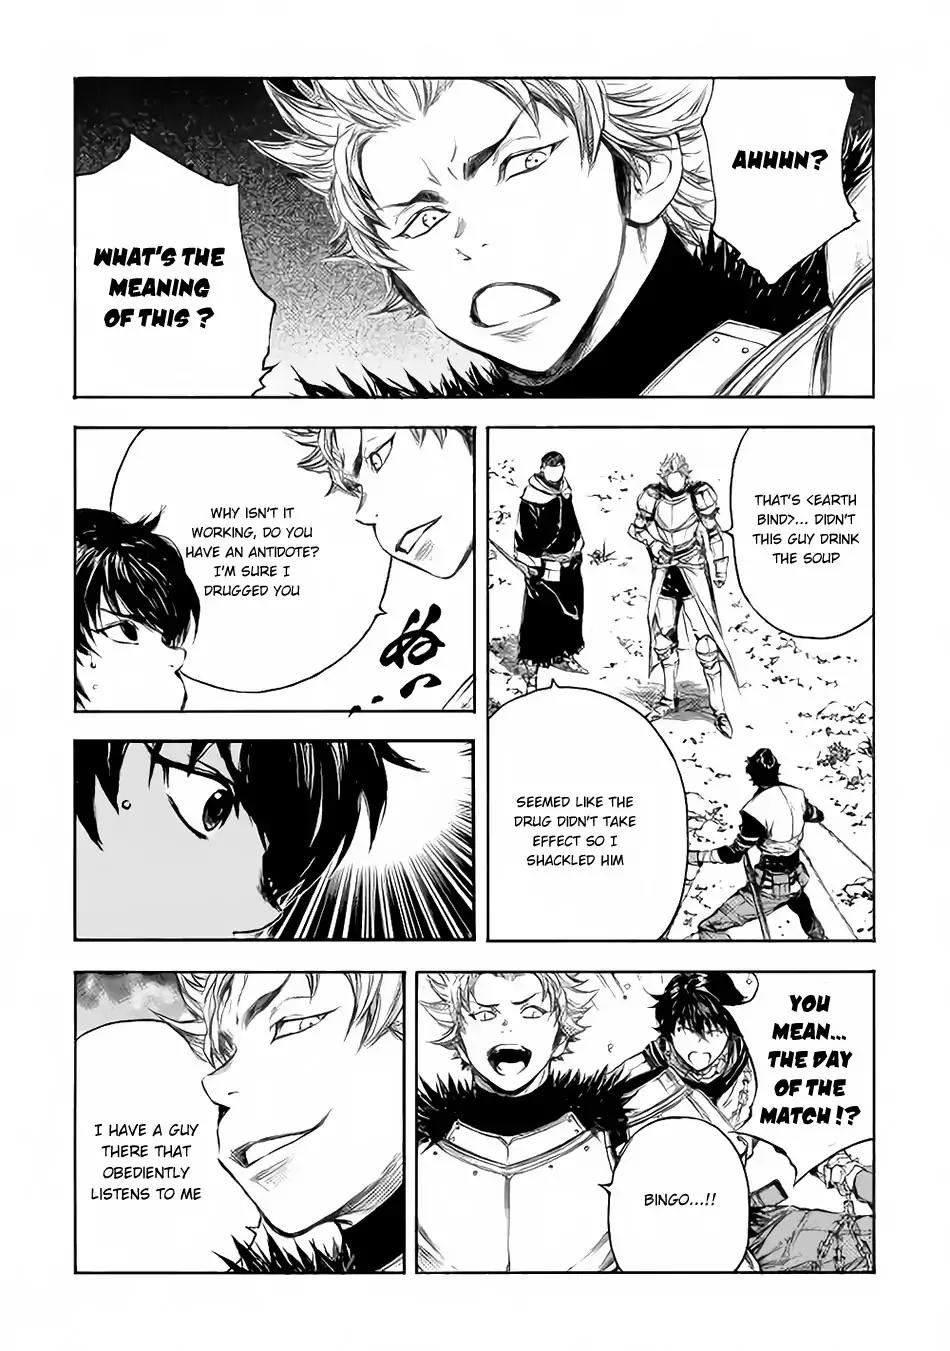 AHHHN?
WHAT'S THE
MEANING
OF THIS ?
THAT'S <EARTH
BIND>... DIDN'T
THIS GUY DRINK
THE SOUP
SEEMED LIKE THE
DRUG DIDN'T TAKE
EFFECT SO I
SHACKLED HIM
WHY ISN'T IT
WORKING, DO YOU
HAVE AN ANTIDOTE?
I'M SURE I
DRUGGED YOU
YOU
MEAN...
THE DAY
OF THE
MATCH!?
BINGO...!!
I HAVE A GUY
THERE THAT
OBEDIENTLY
LISTENS TO ME